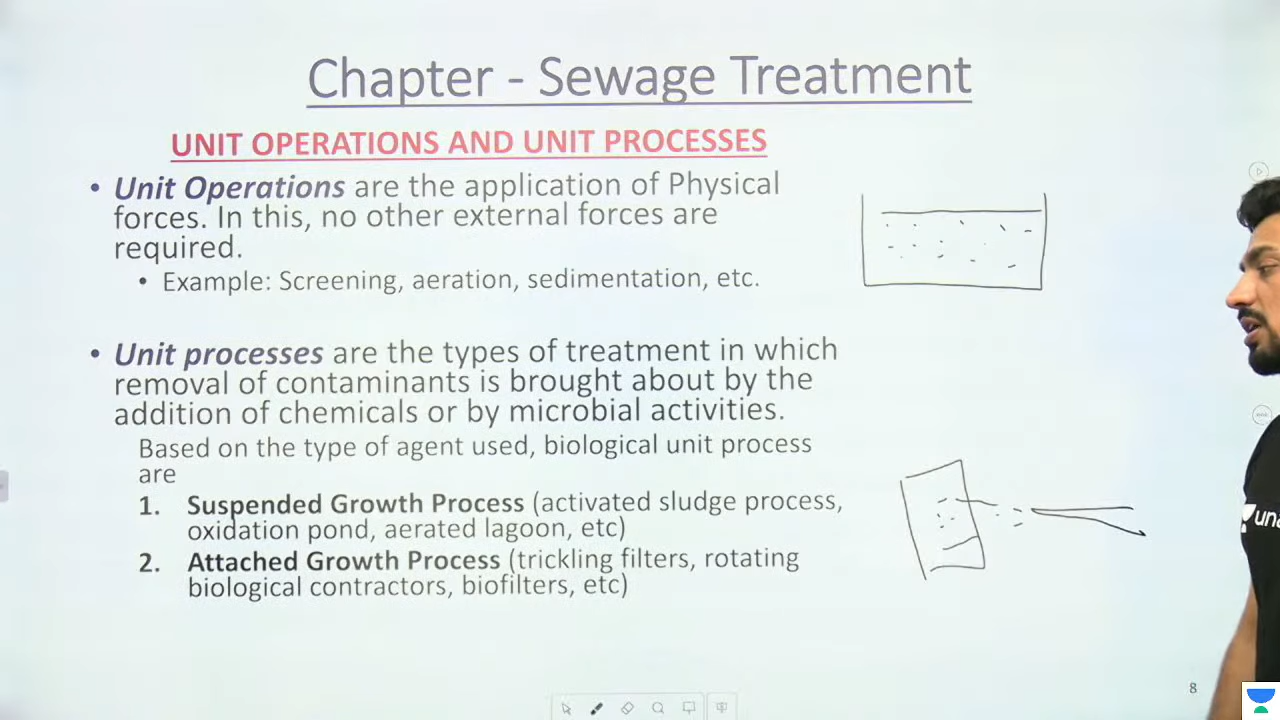 Chapter - Sewage Treatment
UNIT OPERATIONS AND UNIT PROCESSES
• Unit Operations are the application of Physical
forces. In this, no other external forces are
required.
• Example: Screening, aeration, sedimentation, etc.
• Unit processes are the types of treatment in which
removal of contaminants is brought about by the
addition of chemicals or by microbial activities.
Based on the type of agent used, biological unit process
are
1. Suspended Growth Process (activated sludge process,
oxidation pond, aerated lagoon, etc)
2. Attached Growth Process (trickling filters, rotating
biological contractors, biofilters, etc)
una
8